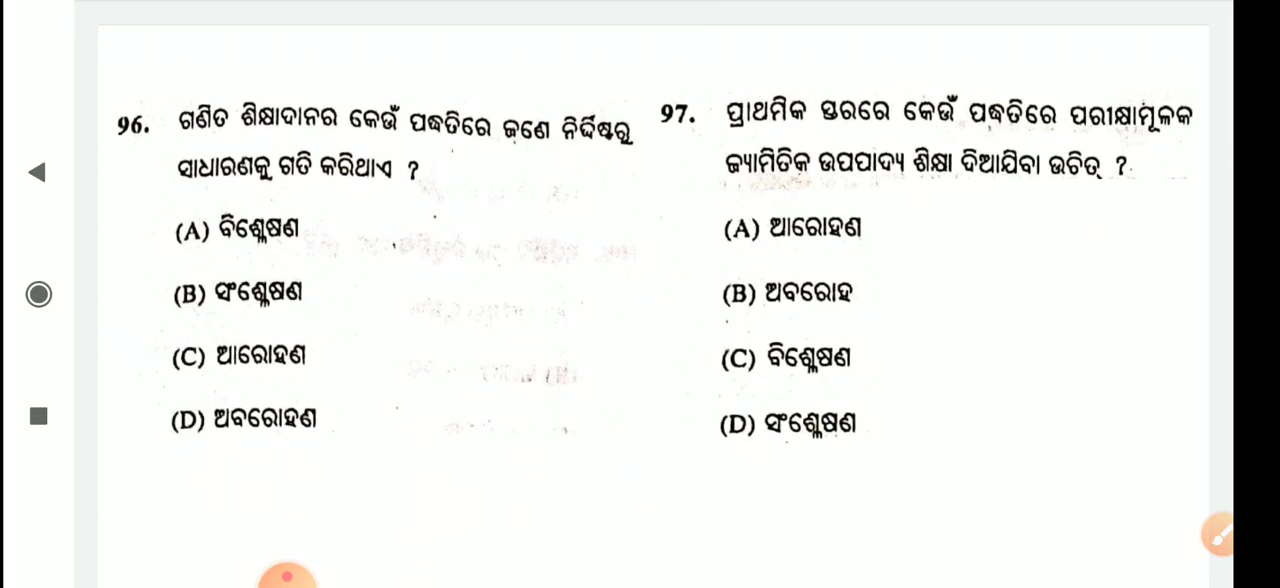 96. ଗଣିତ ଶିକ୍ଷାଦାନର କେଉଁ ପଦ୍ଧତିରେ ଜଣେ ନିର୍ଦ୍ଦିଷ୍ଟରୁ
ସାଧାରଣକୁ ଗତି କରିଥାଏ ?
(A) ବିଶ୍ଳେଷଣ
(B) ସଂଶ୍ଳେଷଣ
(C) ଆରୋହଣ
(D) ଅବରୋହଣ
97. ପ୍ରାଥମିକ ସ୍ତରରେ କେଉଁ ପଦ୍ଧତିରେ ପରୀକ୍ଷାମୂଳକ
ଜ୍ୟାମିତିକ ଉପପାଦ୍ୟ ଶିକ୍ଷା ଦିଆଯିବା ଉଚିତ୍ ?
(A) ଆରୋହଣ
(B) ଅବରୋହ
(C) ବିଶ୍ଳେଷଣ
(D) ସଂଶ୍ଳେଷଣ